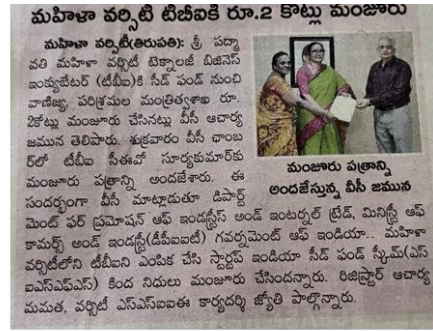 మహిళా వర్సిటీ టీబీఐకి రూ.2 కోట్లు మంజూరు
మహిళా వర్సిటీ(తిరుపతి): శ్రీ పద్మా
వతి మహిళా వర్సిటీ టెక్నాలజీ బిజినెస్
ఇంక్యుబేటర్ (టీబీఐ)కి సీడ్ ఫండ్ నుంచి
వాణిజ్య, పరిశ్రమల మంత్రిత్వశాఖ రూ.
2కోట్లు మంజూరు చేసినట్లు వీసీ ఆచార్య
జమున తెలిపారు. శుక్రవారం వీసీ ఛాంబ
ర్‌లో టీబీఐ సీఈవో సూర్యకుమార్‌కు
మంజూరు పత్రాన్ని అందజేశారు. ఈ
మంజూరు పత్రాన్ని
అందజేస్తున్న వీసీ జమున
సందర్భంగా వీసీ మాట్లాడుతూ డిపార్ట్
మెంట్ ఫర్ ప్రమోషన్ ఆఫ్ ఇండస్ట్రీస్ అండ్ ఇంటర్నల్ ట్రేడ్, మినిస్ట్రీ ఆఫ్
కామర్స్ అండ్ ఇండస్ట్రీ(డీపీఐఐటీ) గవర్నమెంట్ ఆఫ్ ఇండియా.. మహిళా
వర్సిటీలోని టీబీఐని ఎంపిక చేసి స్టార్టప్ ఇండియా సీడ్ ఫండ్ స్కీమ్(ఎస్
ఐఎస్ఎఫ్ఎస్) కింద నిధులు మంజూరు చేసిందన్నారు. రిజిస్ట్రార్ ఆచార్య
మమత, వర్సిటీ ఎస్ఎస్ఐఐఈ కార్యదర్శి జ్యోతి పాల్గొన్నారు.